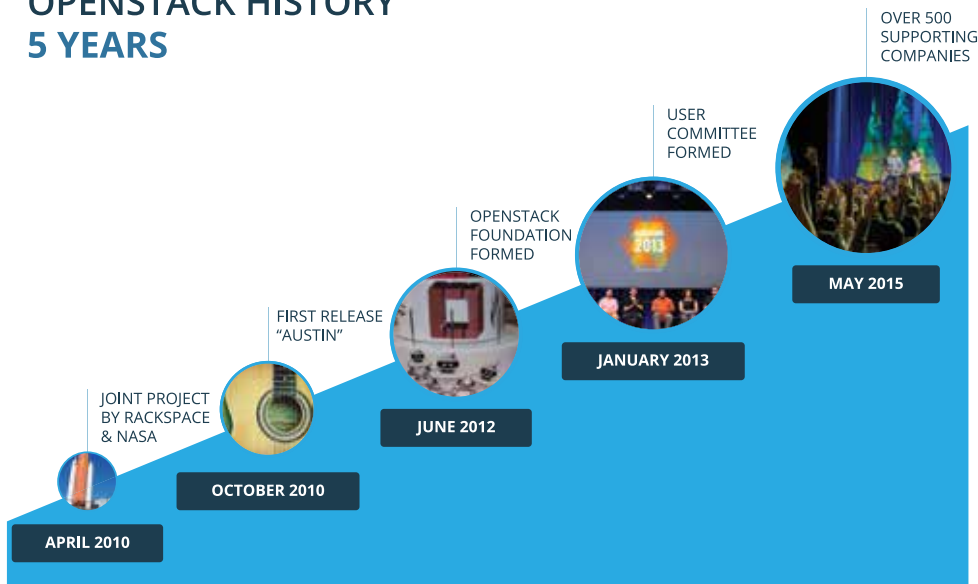 OPENSTACK HISTORY
5 YEARS
OVER 500
SUPPORTING
COMPANIES
USER
COMMITTEE
FORMED
OPENSTACK
FOUNDATION
FORMED
FIRST RELEASE
“AUSTIN”
JOINT PROJECT
BY RACKSPACE
& NASA
2013
MAY 2015
JANUARY 2013
JUNE 2012
OCTOBER 2010
APRIL 2010